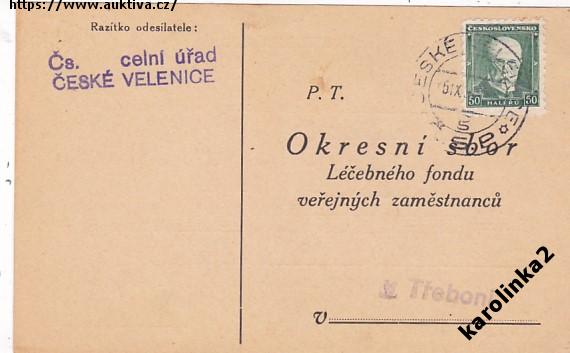 https://www.auktiva.cz/
Razítko odesílatele:
Čs. celní úřad
ČESKÉ VELENICE
ČESKOSLOVENSKO
50 HALÉŘŮ 50
P. T.
Okresní sbor
Léčebného fondu
veřejných zaměstnanců
v Třeboni
v
karolinka2